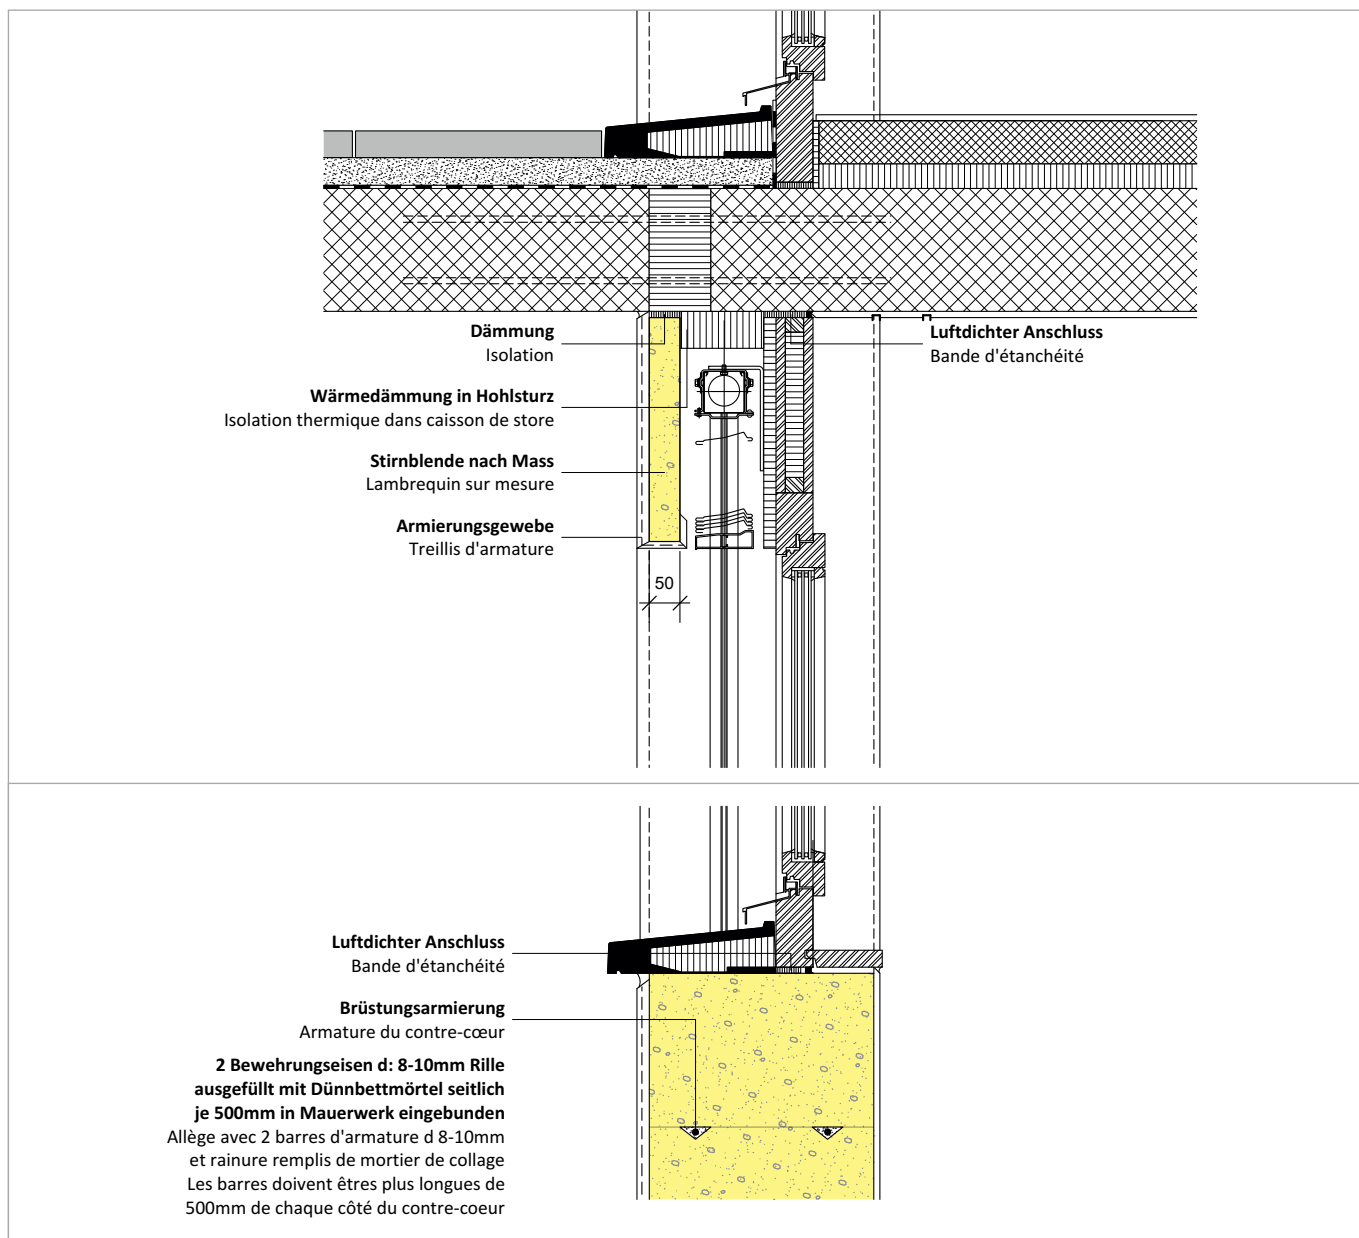 Dämmung
Isolation
Luftdichter Anschluss
Bande d'étanchéité
Wärmedämmung in Hohlsturz
Isolation thermique dans caisson de store
Stirnblende nach Mass
Lambrequin sur mesure
Armierungsgewebe
Treillis d'armature
50
Luftdichter Anschluss
Bande d'étanchéité
Brüstungsarmierung
Armature du contre-cœur
2 Bewehrungseisen d: 8-10mm Rille
ausgefüllt mit Dünnbettmörtel seitlich
je 500mm in Mauerwerk eingebunden
Allège avec 2 barres d'armature d 8-10mm
et rainure remplis de mortier de collage
Les barres doivent êtres plus longues de
500mm de chaque côté du contre-coeur